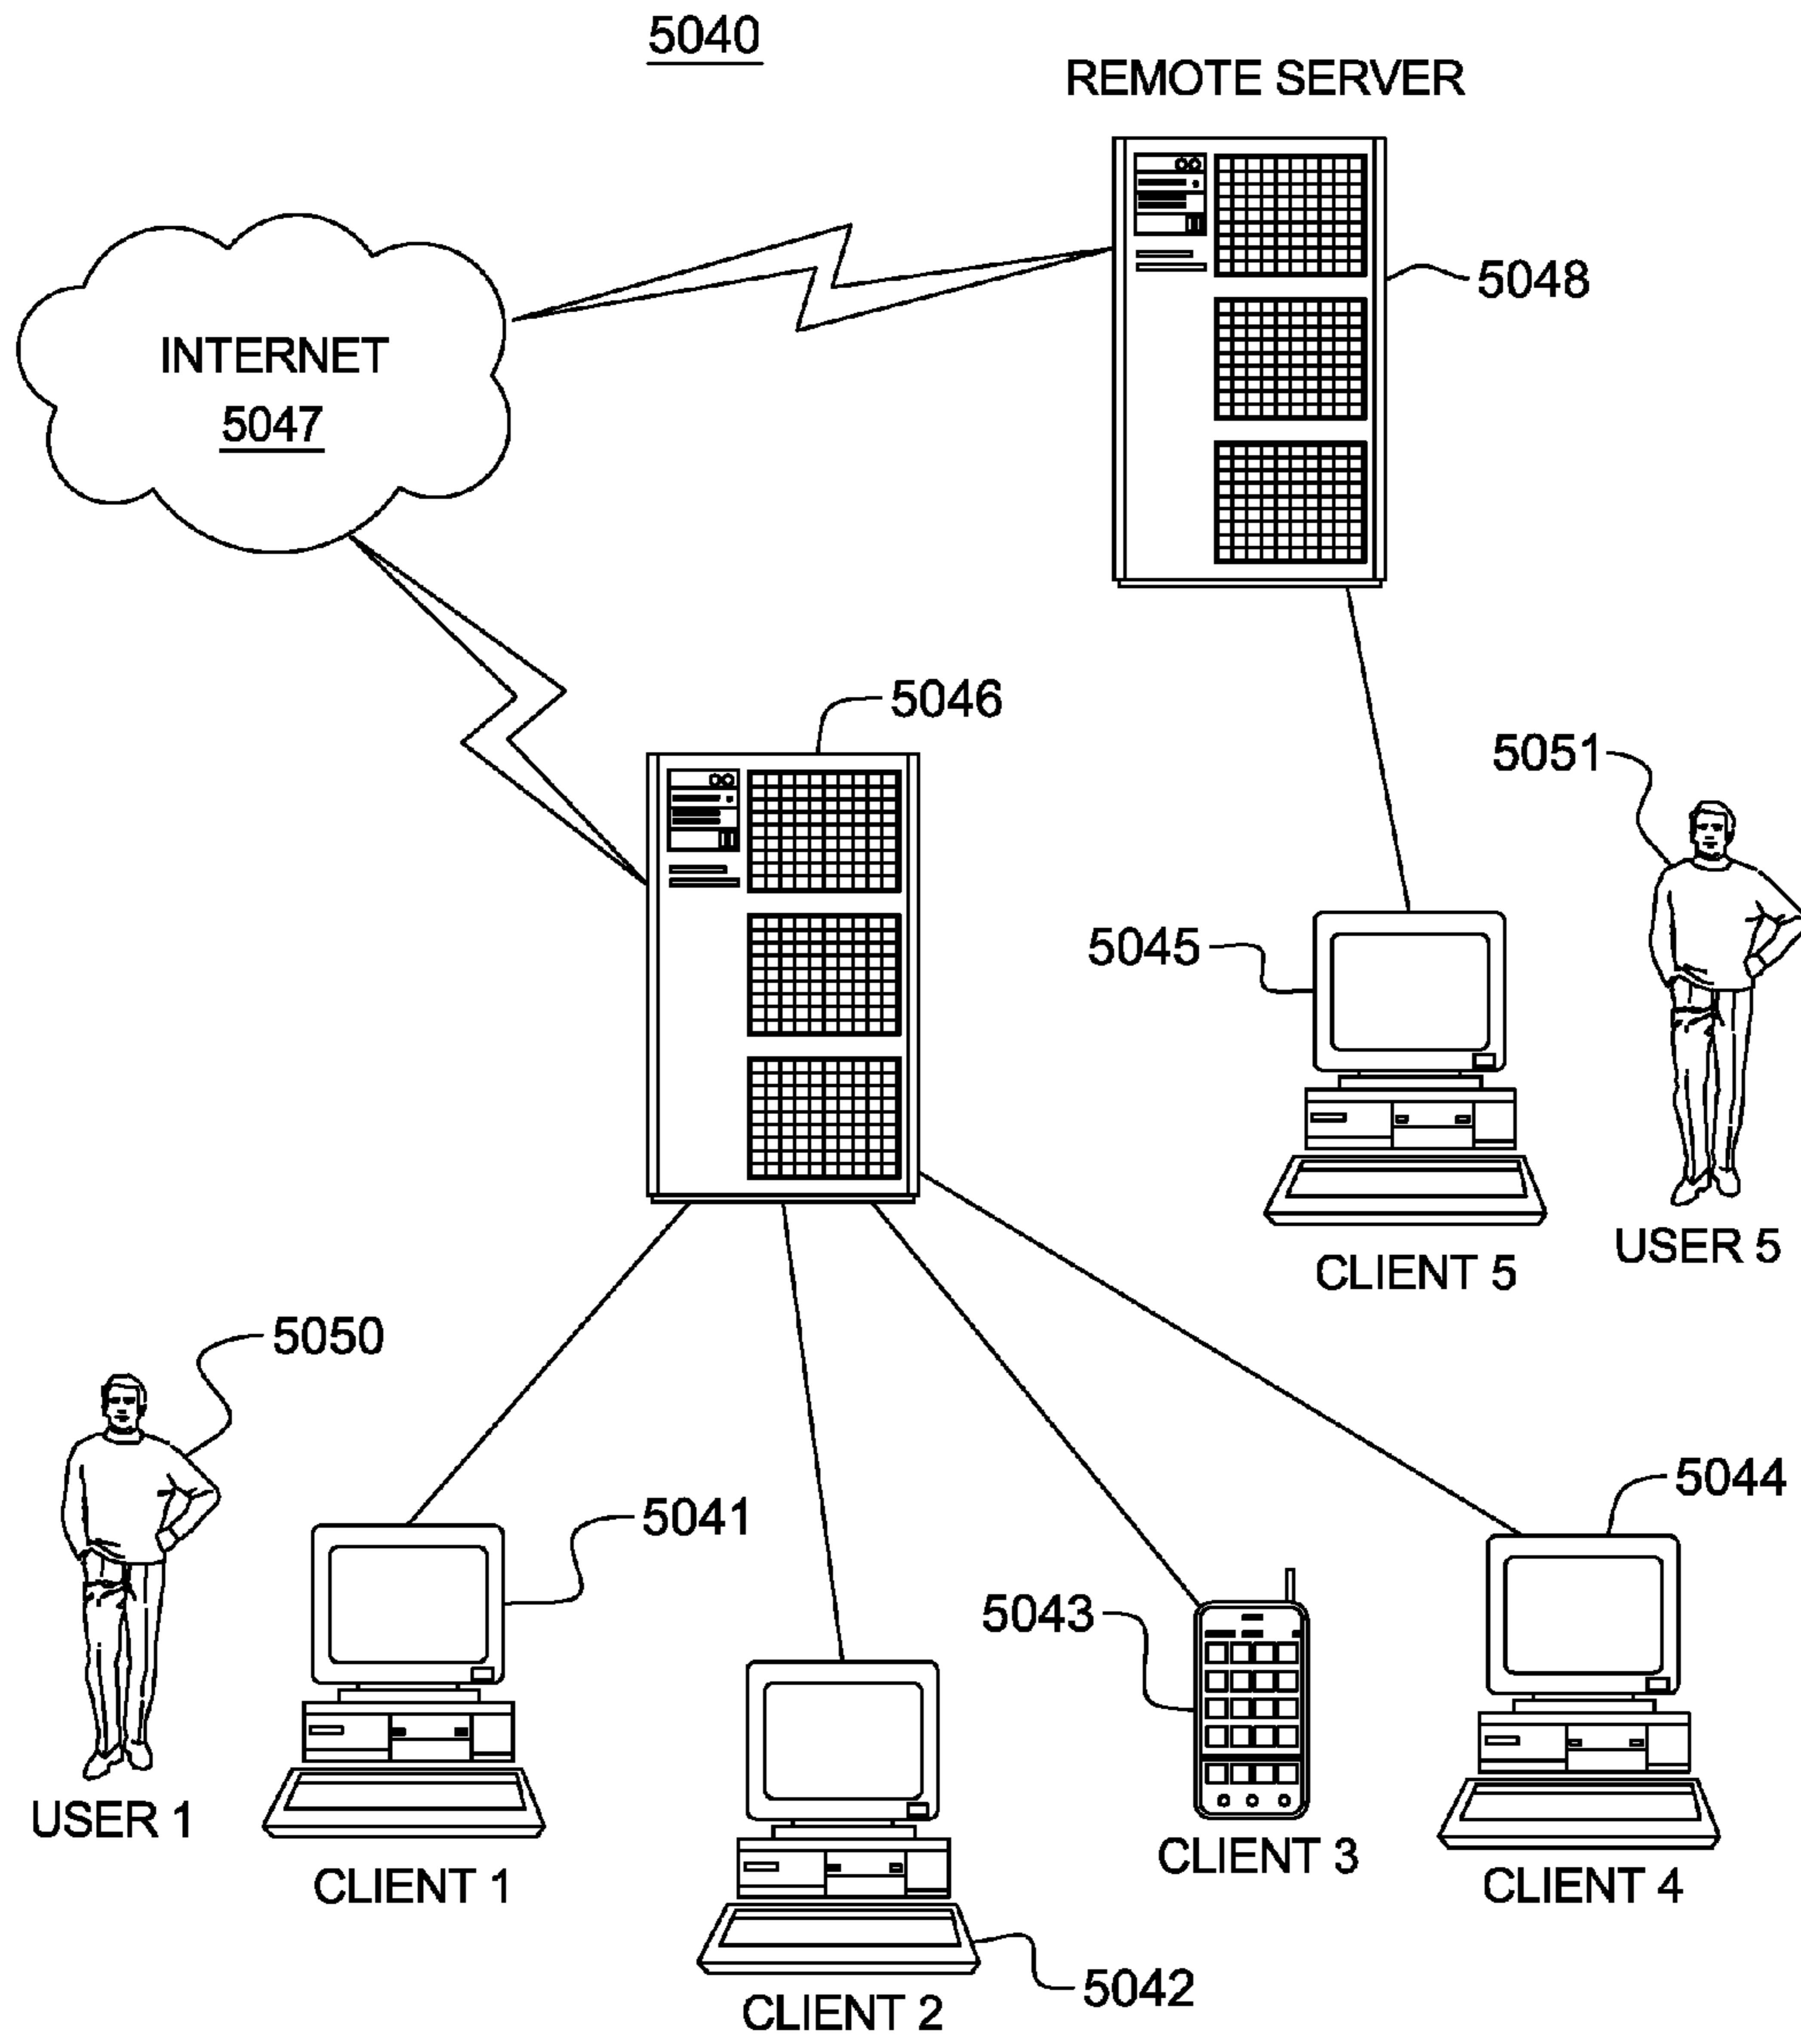 5040
REMOTE SERVER
5048
INTERNET
5047
5046
5051
5045
USER 5
CLIENT 5
5050
5044
5041
5043
USER 1
CLIENT 3
CLIENT 1
CLIENT 4
5042
CLIENT 2